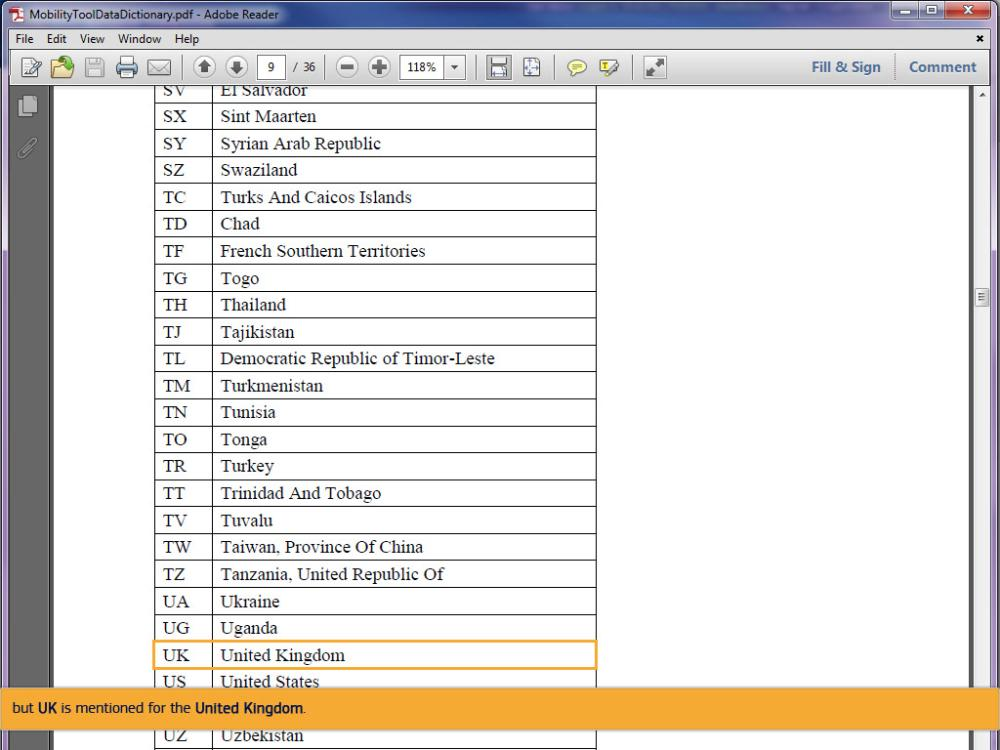 MobilityToolDataDictionary.pdf - Adobe Reader
File Edit View Window Help
9 / 36 118% Fill & Sign Comment
SV El Salvador
SX Sint Maarten
SY Syrian Arab Republic
SZ Swaziland
TC Turks And Caicos Islands
TD Chad
TF French Southern Territories
TG Togo
TH Thailand
TJ Tajikistan
TL Democratic Republic of Timor-Leste
TM Turkmenistan
TN Tunisia
TO Tonga
TR Turkey
TT Trinidad And Tobago
TV Tuvalu
TW Taiwan, Province Of China
TZ Tanzania, United Republic Of
UA Ukraine
UG Uganda
UK United Kingdom
US United States
but UK is mentioned for the United Kingdom.
UZ Uzbekistan